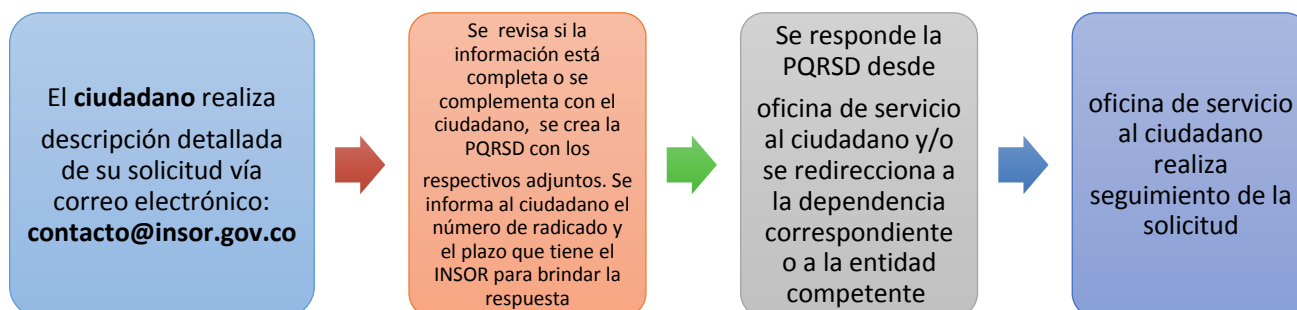 El ciudadano realiza
descripción detallada
de su solicitud vía
correo electrónico:
contacto@insor.gov.co
Se revisa si la
información está
completa o se
complementa con el
ciudadano, se crea la
PQRSD con los
respectivos adjuntos. Se
informa al ciudadano el
número de radicado y
el plazo que tiene el
INSOR para brindar la
respuesta
Se responde la
PQRSD desde
oficina de servicio
al ciudadano y/o
se redirecciona a
la dependencia
correspondiente
o a la entidad
competente
oficina de servicio
al ciudadano
realiza
seguimiento de la
solicitud